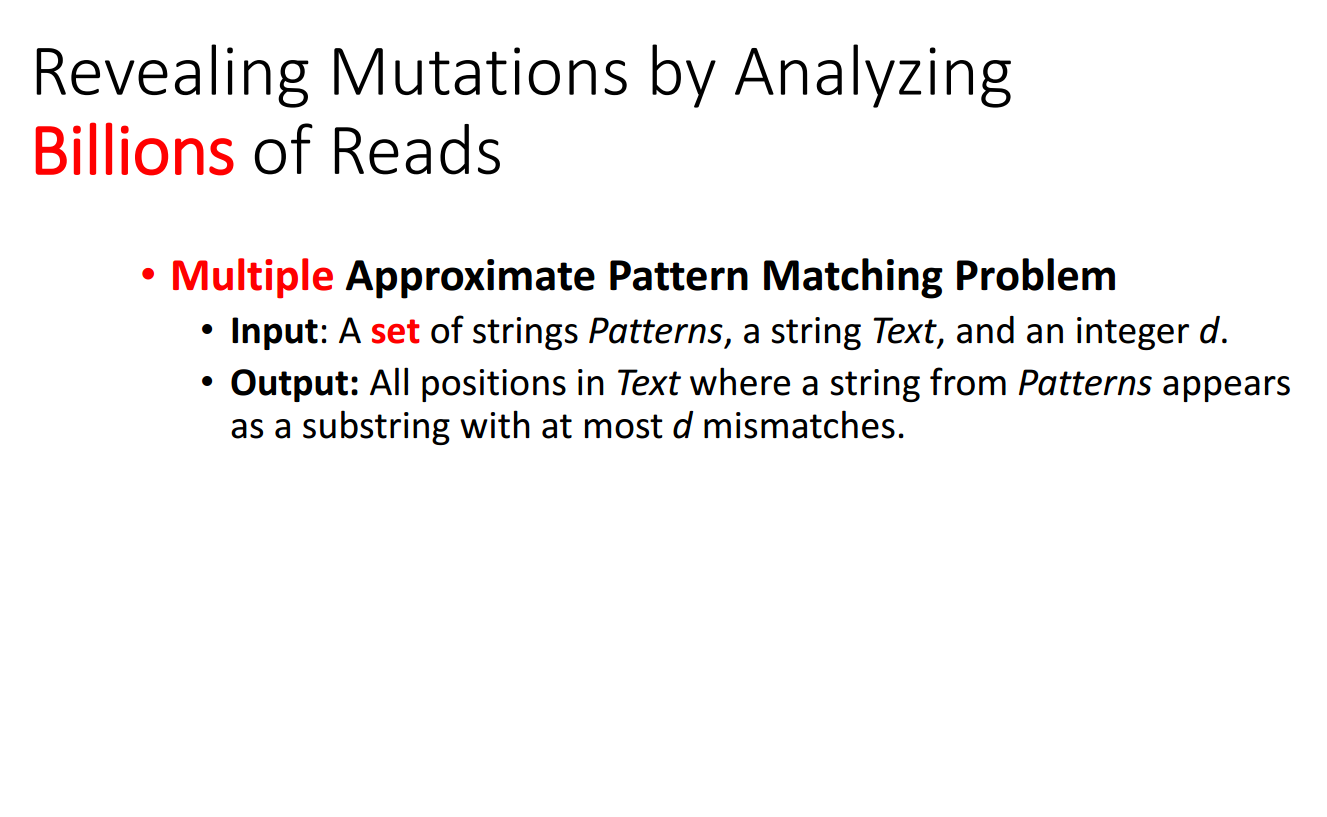 Revealing Mutations by Analyzing
Billions of Reads
• Multiple Approximate Pattern Matching Problem
• Input: A set of strings Patterns, a string Text, and an integer d.
• Output: All positions in Text where a string from Patterns appears
as a substring with at most d mismatches.